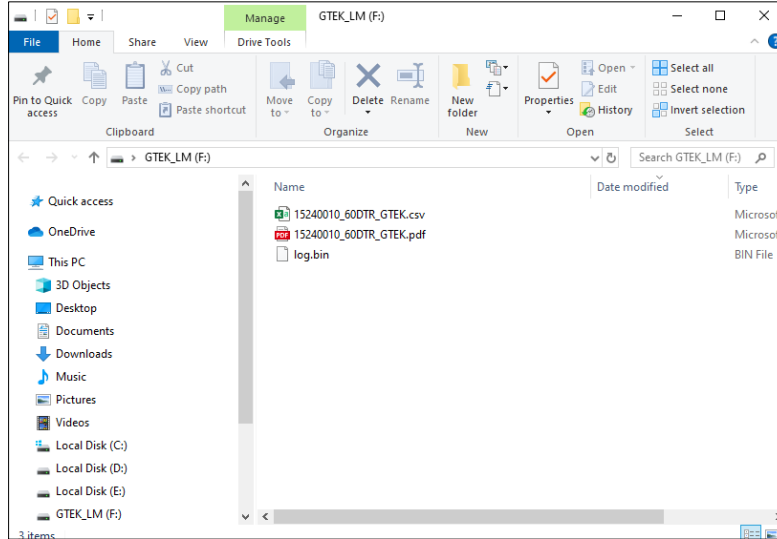 Manage
GTEK_LM (F:)
File
Home
Share
View
Drive Tools
Pin to Quick access
Copy
Paste
Cut
Copy path
Paste shortcut
Clipboard
Move to
Copy to
Delete
Rename
Organize
New folder
New
Properties
Open
Edit
History
Open
Select all
Select none
Invert selection
Select
GTEK_LM (F:)
Search GTEK_LM (F:)
Quick access
OneDrive
This PC
3D Objects
Desktop
Documents
Downloads
Music
Pictures
Videos
Local Disk (C:)
Local Disk (D:)
Local Disk (E:)
GTEK_LM (F:)
Name
Date modified
Type
15240010_60DTR_GTEK.csv
Microsof
15240010_60DTR_GTEK.pdf
Microsof
log.bin
BIN File
3 items